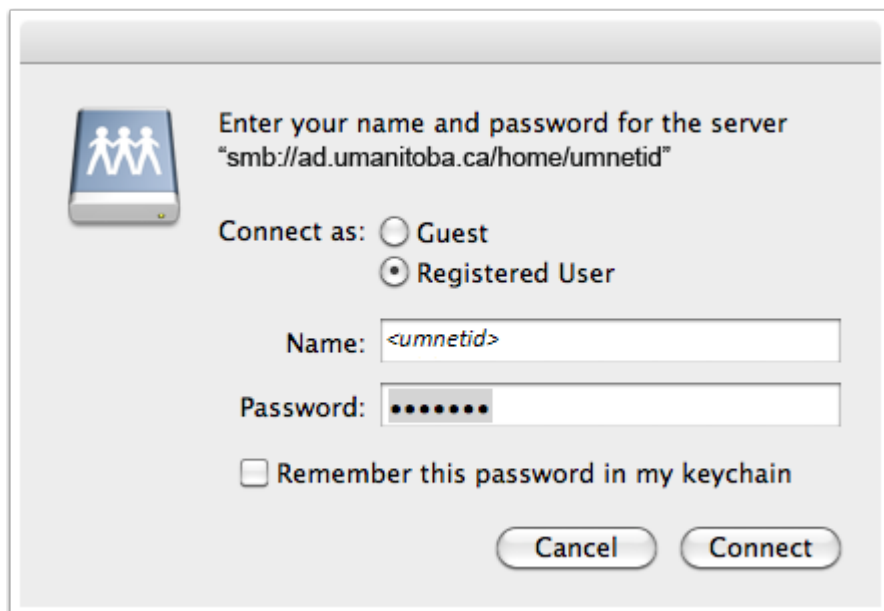 Enter your name and password for the server
“smb://ad.umanitoba.ca/home/umnetid”
Connect as: Guest
Registered User
Name: <umnetid>
Password: •••••••
Remember this password in my keychain
Cancel Connect